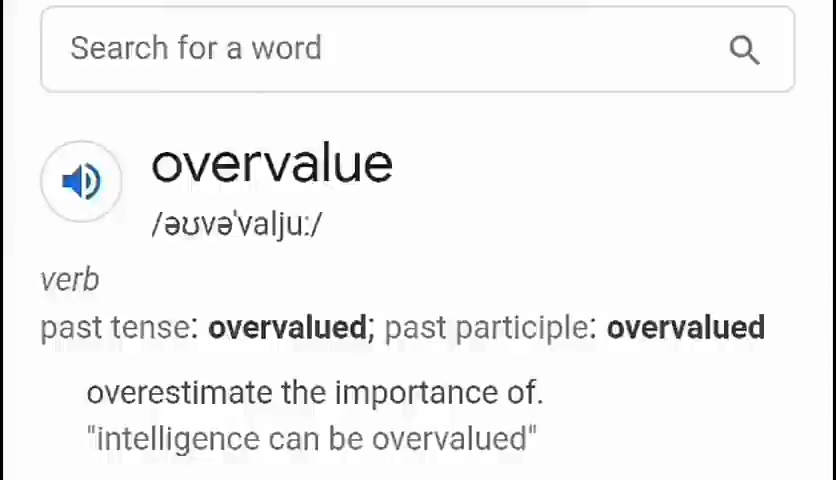 Search for a word
overvalue
/əʊvəˈvaljuː/
verb
past tense: overvalued; past participle: overvalued
overestimate the importance of.
"intelligence can be overvalued"